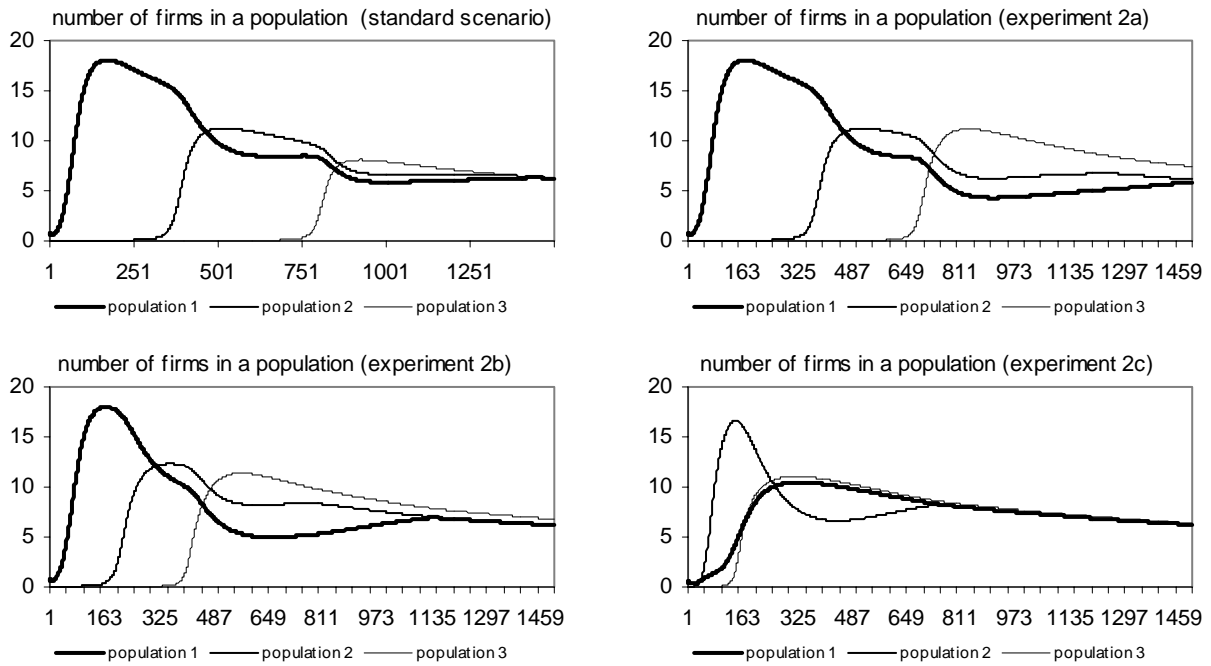 number of firms in a population (standard scenario)
20
15
10
5
0
1 251 501 751 1001 1251
population 1 population 2 population 3
number of firms in a population (experiment 2a)
20
15
10
5
0
1 163 325 487 649 811 973 1135 1297 1459
population 1 population 2 population 3
number of firms in a population (experiment 2b)
20
15
10
5
0
1 163 325 487 649 811 973 1135 1297 1459
population 1 population 2 population 3
number of firms in a population (experiment 2c)
20
15
10
5
0
1 163 325 487 649 811 973 1135 1297 1459
population 1 population 2 population 3